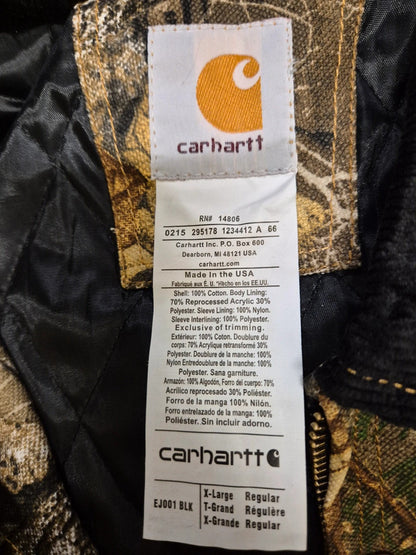 carhartt
RN# 14806
0215 295178 1234412 A 66
Carhartt Inc. P.O. Box 600
Dearborn, MI 48121 USA
carhartt.com
Made in the USA
Fabriqué aux É. U. *Hecho en los EE.UU.
Shell: 100% Cotton. Body Lining:
70% Reprocessed Acrylic 30%
Polyester. Sleeve Lining: 100% Nylon.
Sleeve Interlining: 100% Polyester.
Exclusive of trimming.
Extérieur: 100% Coton. Doublure du
corps: 70% Acrylique retransformé 30%
Polyester. Doublure de la manche: 100%
Nylon Entredoublure de la manche: 100%
Polyester. Sans garniture.
Armazón: 100% Algodón, Forro del cuerpo: 70%
Acrílico reprocesado 30% Poliéster;
Forro de la manga 100% Nilón.
Forro entrelazado de la manga: 100%
Poliéster. Sin incluir adorno.
carhartt
EJ001 BLK
X-Large Regular
T-Grand Régulière
X-Grande Regular